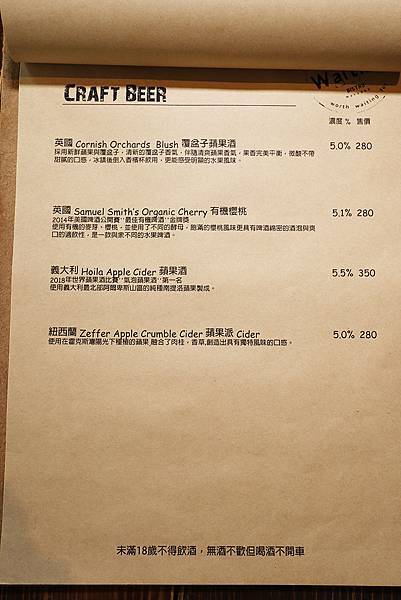 CRAFT BEER
worth waiting
濃度 % 售價
英國 Cornish Orchards Blush 覆盆子蘋果酒 5.0% 280
採用新鮮蘋果與覆盆子，清新的覆盆子香氣，伴隨清爽蘋果香氣，果香完美平衡，微酸不帶
甜膩的口感，冰鎮後倒入香檳杯飲用，更能感受明顯的水果風味。
英國 Samuel Smith's Organic Cherry 有機櫻桃 5.1% 280
2014年美國啤酒公開賽"最佳有機啤酒"金牌獎
使用有機的麥芽、櫻桃，並使用了不同的酵母，飽滿的櫻桃風味更具有啤酒綿密的酒泡與爽
口的適飲性，是一款與眾不同的水果啤酒。
義大利 Hoila Apple Cider 蘋果酒 5.5% 350
2018年世界蘋果酒比賽"氣泡蘋果酒"第一名
使用義大利最北部阿爾卑斯山區的純種南提洛蘋果製成。
紐西蘭 Zeffer Apple Crumble Cider 蘋果派 Cider 5.0% 280
使用在霍克斯灣陽光下種植的蘋果,融合了肉桂，香草,創造出具有獨特風味的口感。
未滿18歲不得飲酒，無酒不歡但喝酒不開車